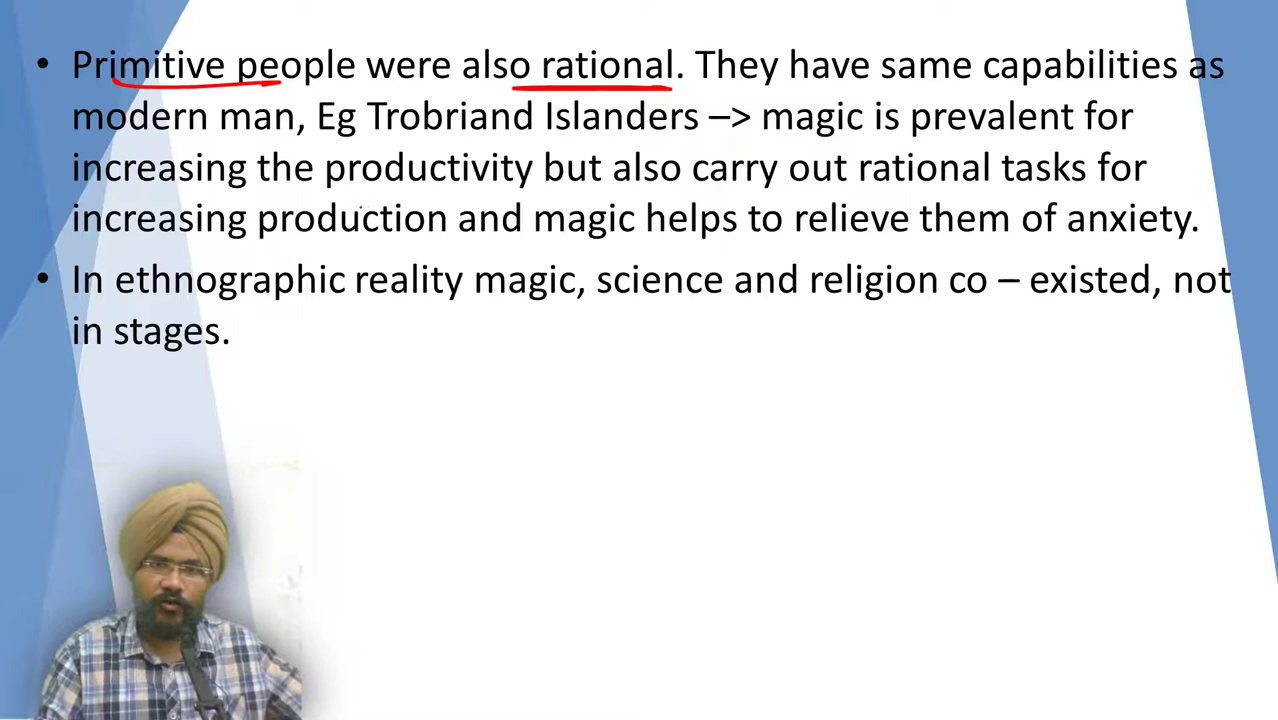 • Primitive people were also rational. They have same capabilities as
modern man, Eg Trobriand Islanders –> magic is prevalent for
increasing the productivity but also carry out rational tasks for
increasing production and magic helps to relieve them of anxiety.
• In ethnographic reality magic, science and religion co – existed, not
in stages.